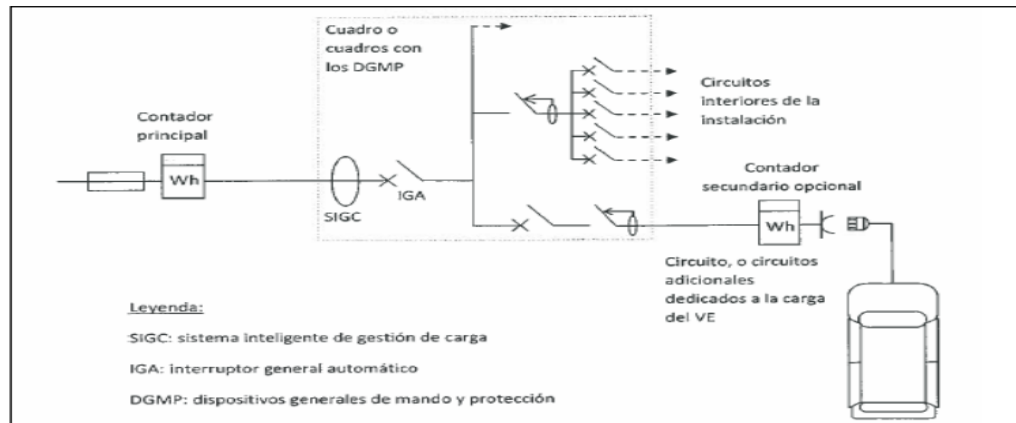 Cuadro o
cuadros con
los DGMP
Circuitos
interiores de la
instalación
Contador
principal
Wh
SIGC
IGA
Contador
secundario opcional
Wh
Circuito, o circuitos
adicionales
dedicados a la carga
del VE
Leyenda:
SIGC: sistema inteligente de gestión de carga
IGA: interruptor general automático
DGMP: dispositivos generales de mando y protección